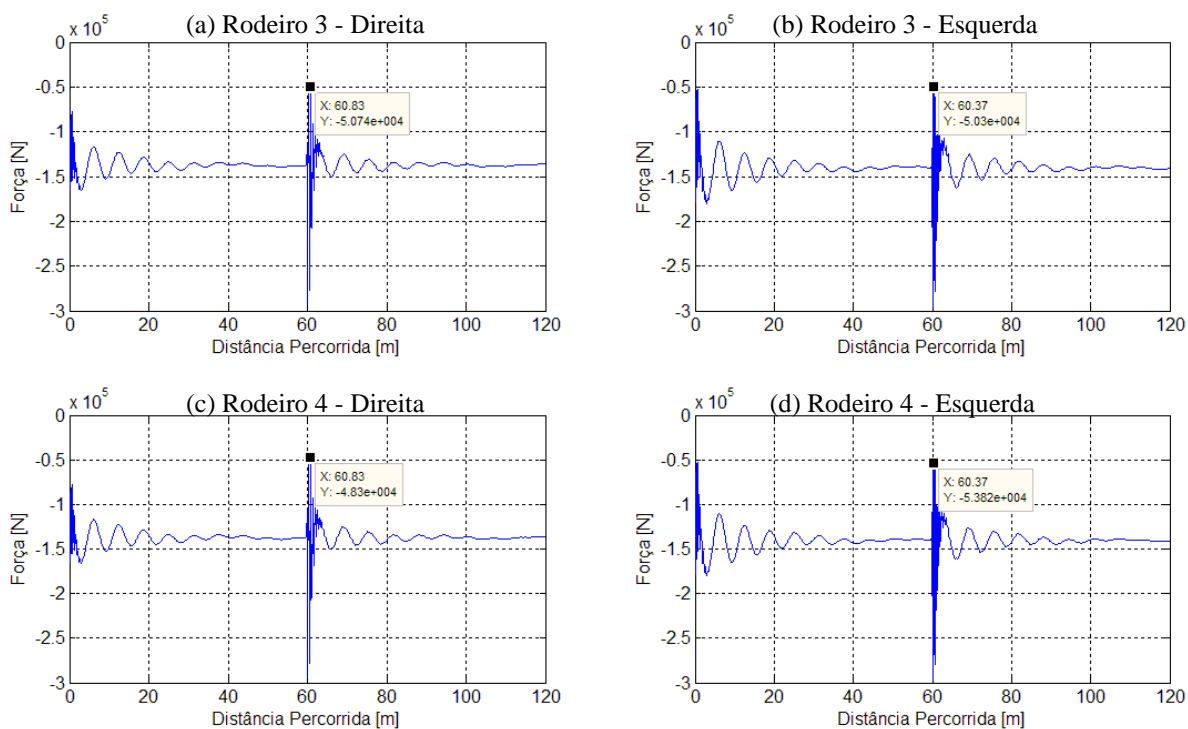 (a) Rodeiro 3 - Direita
x 10^5
0
-0.5
-1
-1.5
-2
-2.5
-3
Força [N]
X: 60.83
Y: -5.074e+004
0 20 40 60 80 100 120
Distância Percorrida [m]
(b) Rodeiro 3 - Esquerda
x 10^5
0
-0.5
-1
-1.5
-2
-2.5
-3
Força [N]
X: 60.37
Y: -5.03e+004
0 20 40 60 80 100 120
Distância Percorrida [m]
(c) Rodeiro 4 - Direita
x 10^5
0
-0.5
-1
-1.5
-2
-2.5
-3
Força [N]
X: 60.83
Y: -4.83e+004
0 20 40 60 80 100 120
Distância Percorrida [m]
(d) Rodeiro 4 - Esquerda
x 10^5
0
-0.5
-1
-1.5
-2
-2.5
-3
Força [N]
X: 60.37
Y: -5.382e+004
0 20 40 60 80 100 120
Distância Percorrida [m]